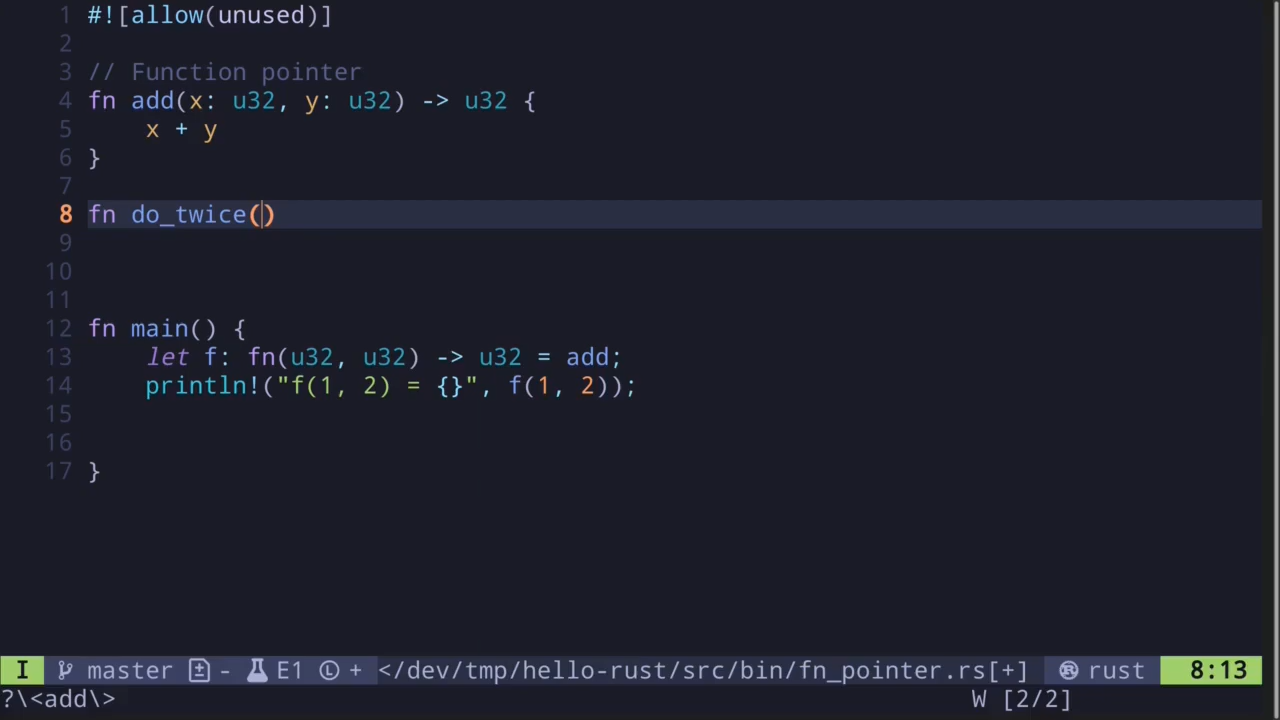 1 #![allow(unused)]
2
3 // Function pointer
4 fn add(x: u32, y: u32) -> u32 {
5     x + y
6 }
7
8 fn do_twice()
9
10
11
12 fn main() {
13     let f: fn(u32, u32) -> u32 = add;
14     println!("f(1, 2) = {}", f(1, 2));
15
16
17 }
I master - E1 Ⓛ + </dev/tmp/hello-rust/src/bin/fn_pointer.rs[+] rust 8:13
?\<add\> W [2/2]